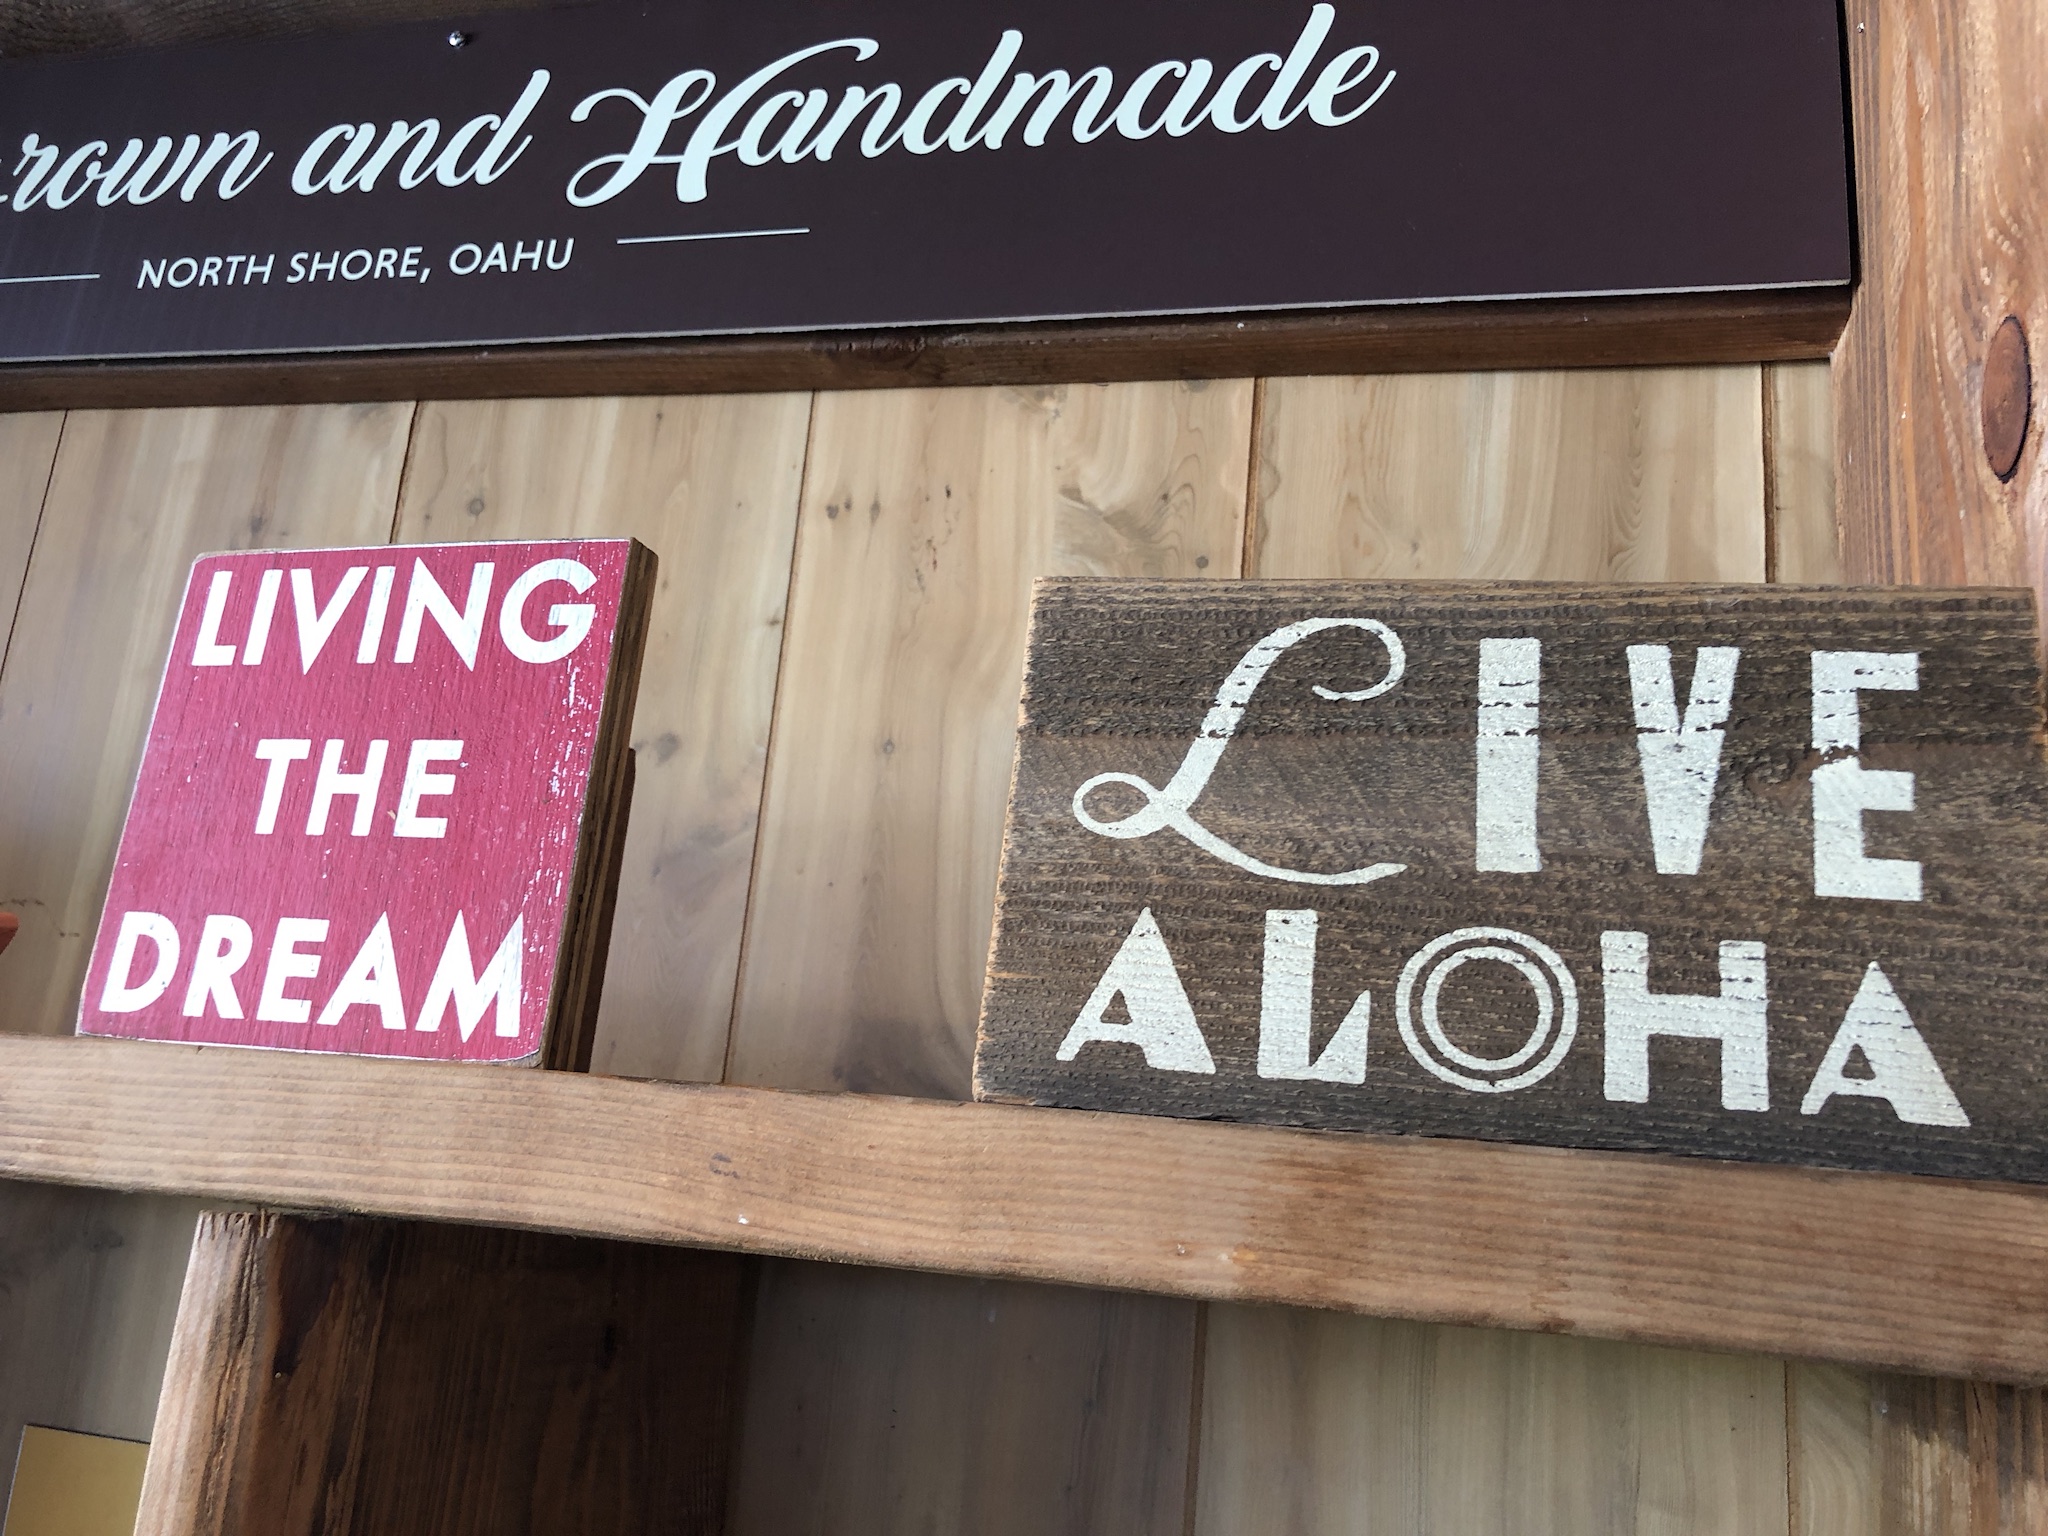 rown and Handmade
NORTH SHORE, OAHU
LIVING
THE
DREAM
LIVE
ALOHA